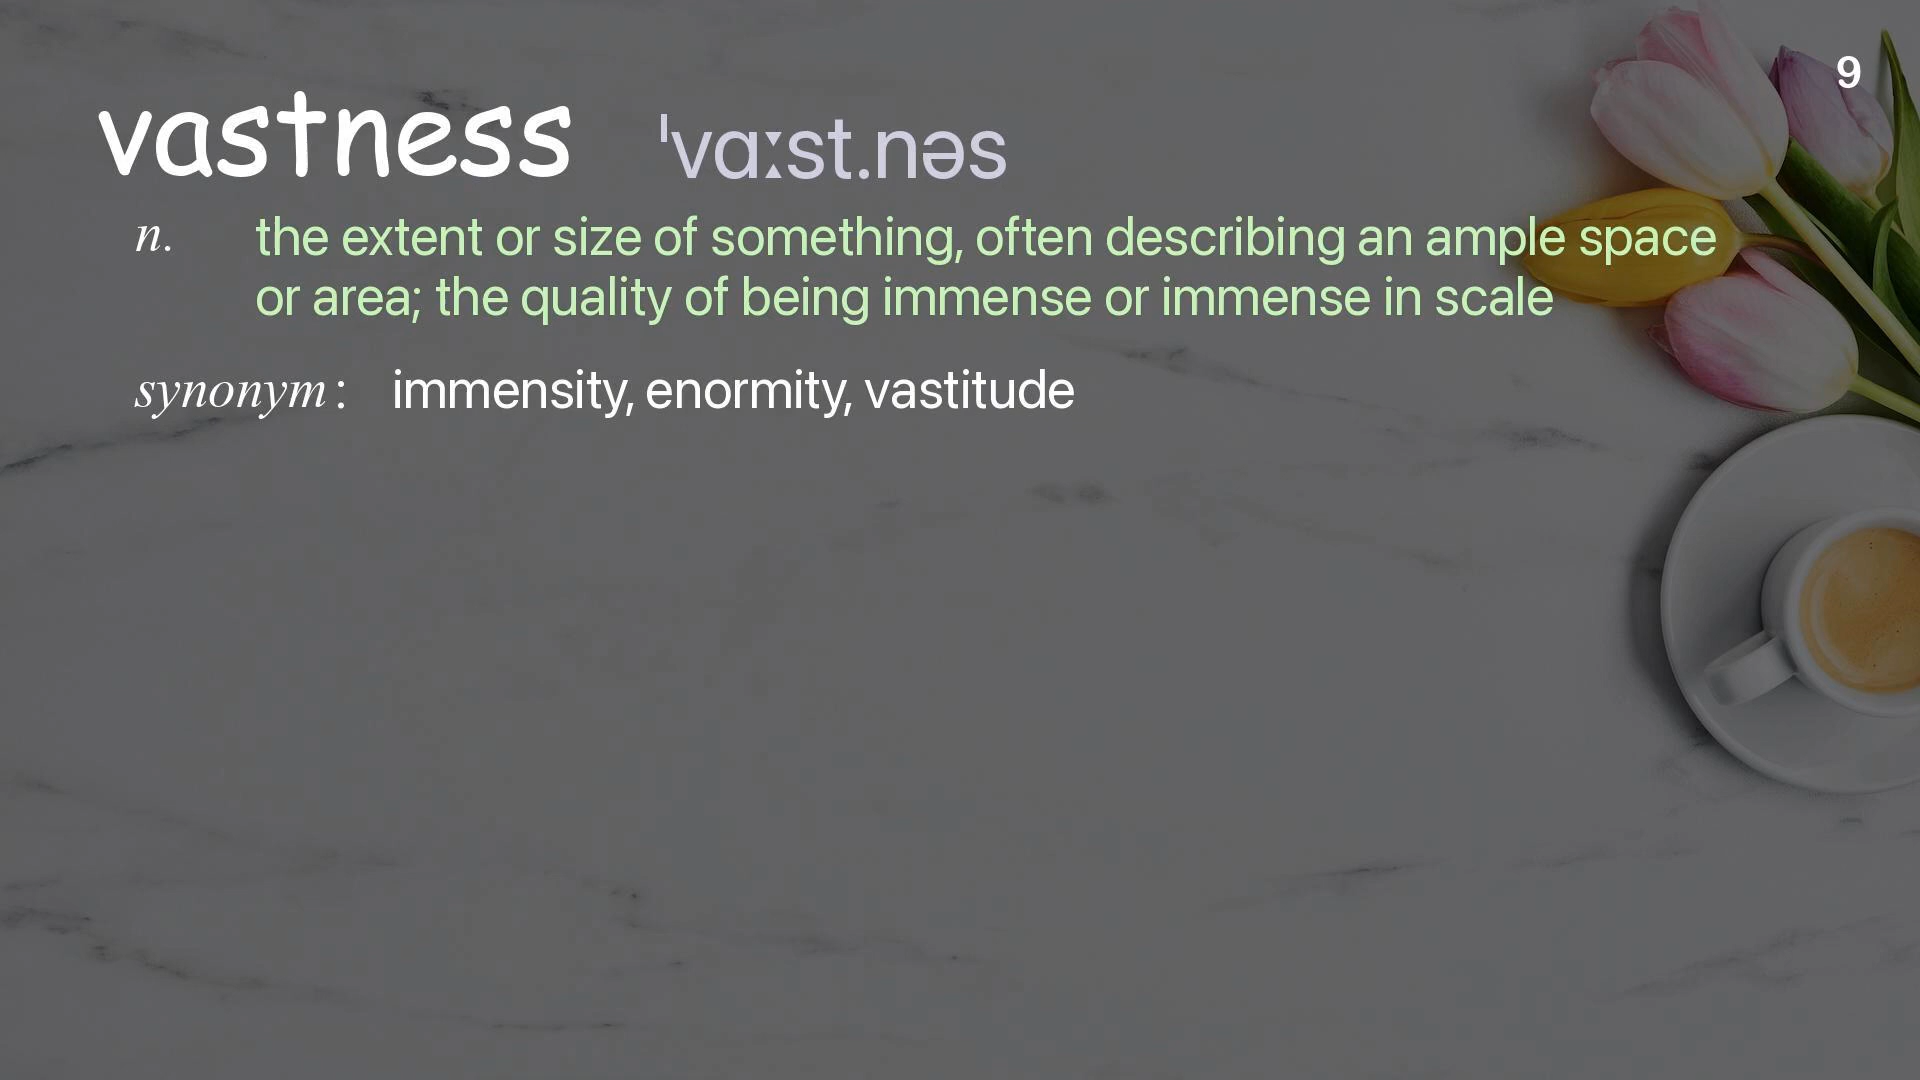 9
vastness ˈvɑːst.nəs
n. the extent or size of something, often describing an ample space
or area; the quality of being immense or immense in scale
synonym: immensity, enormity, vastitude